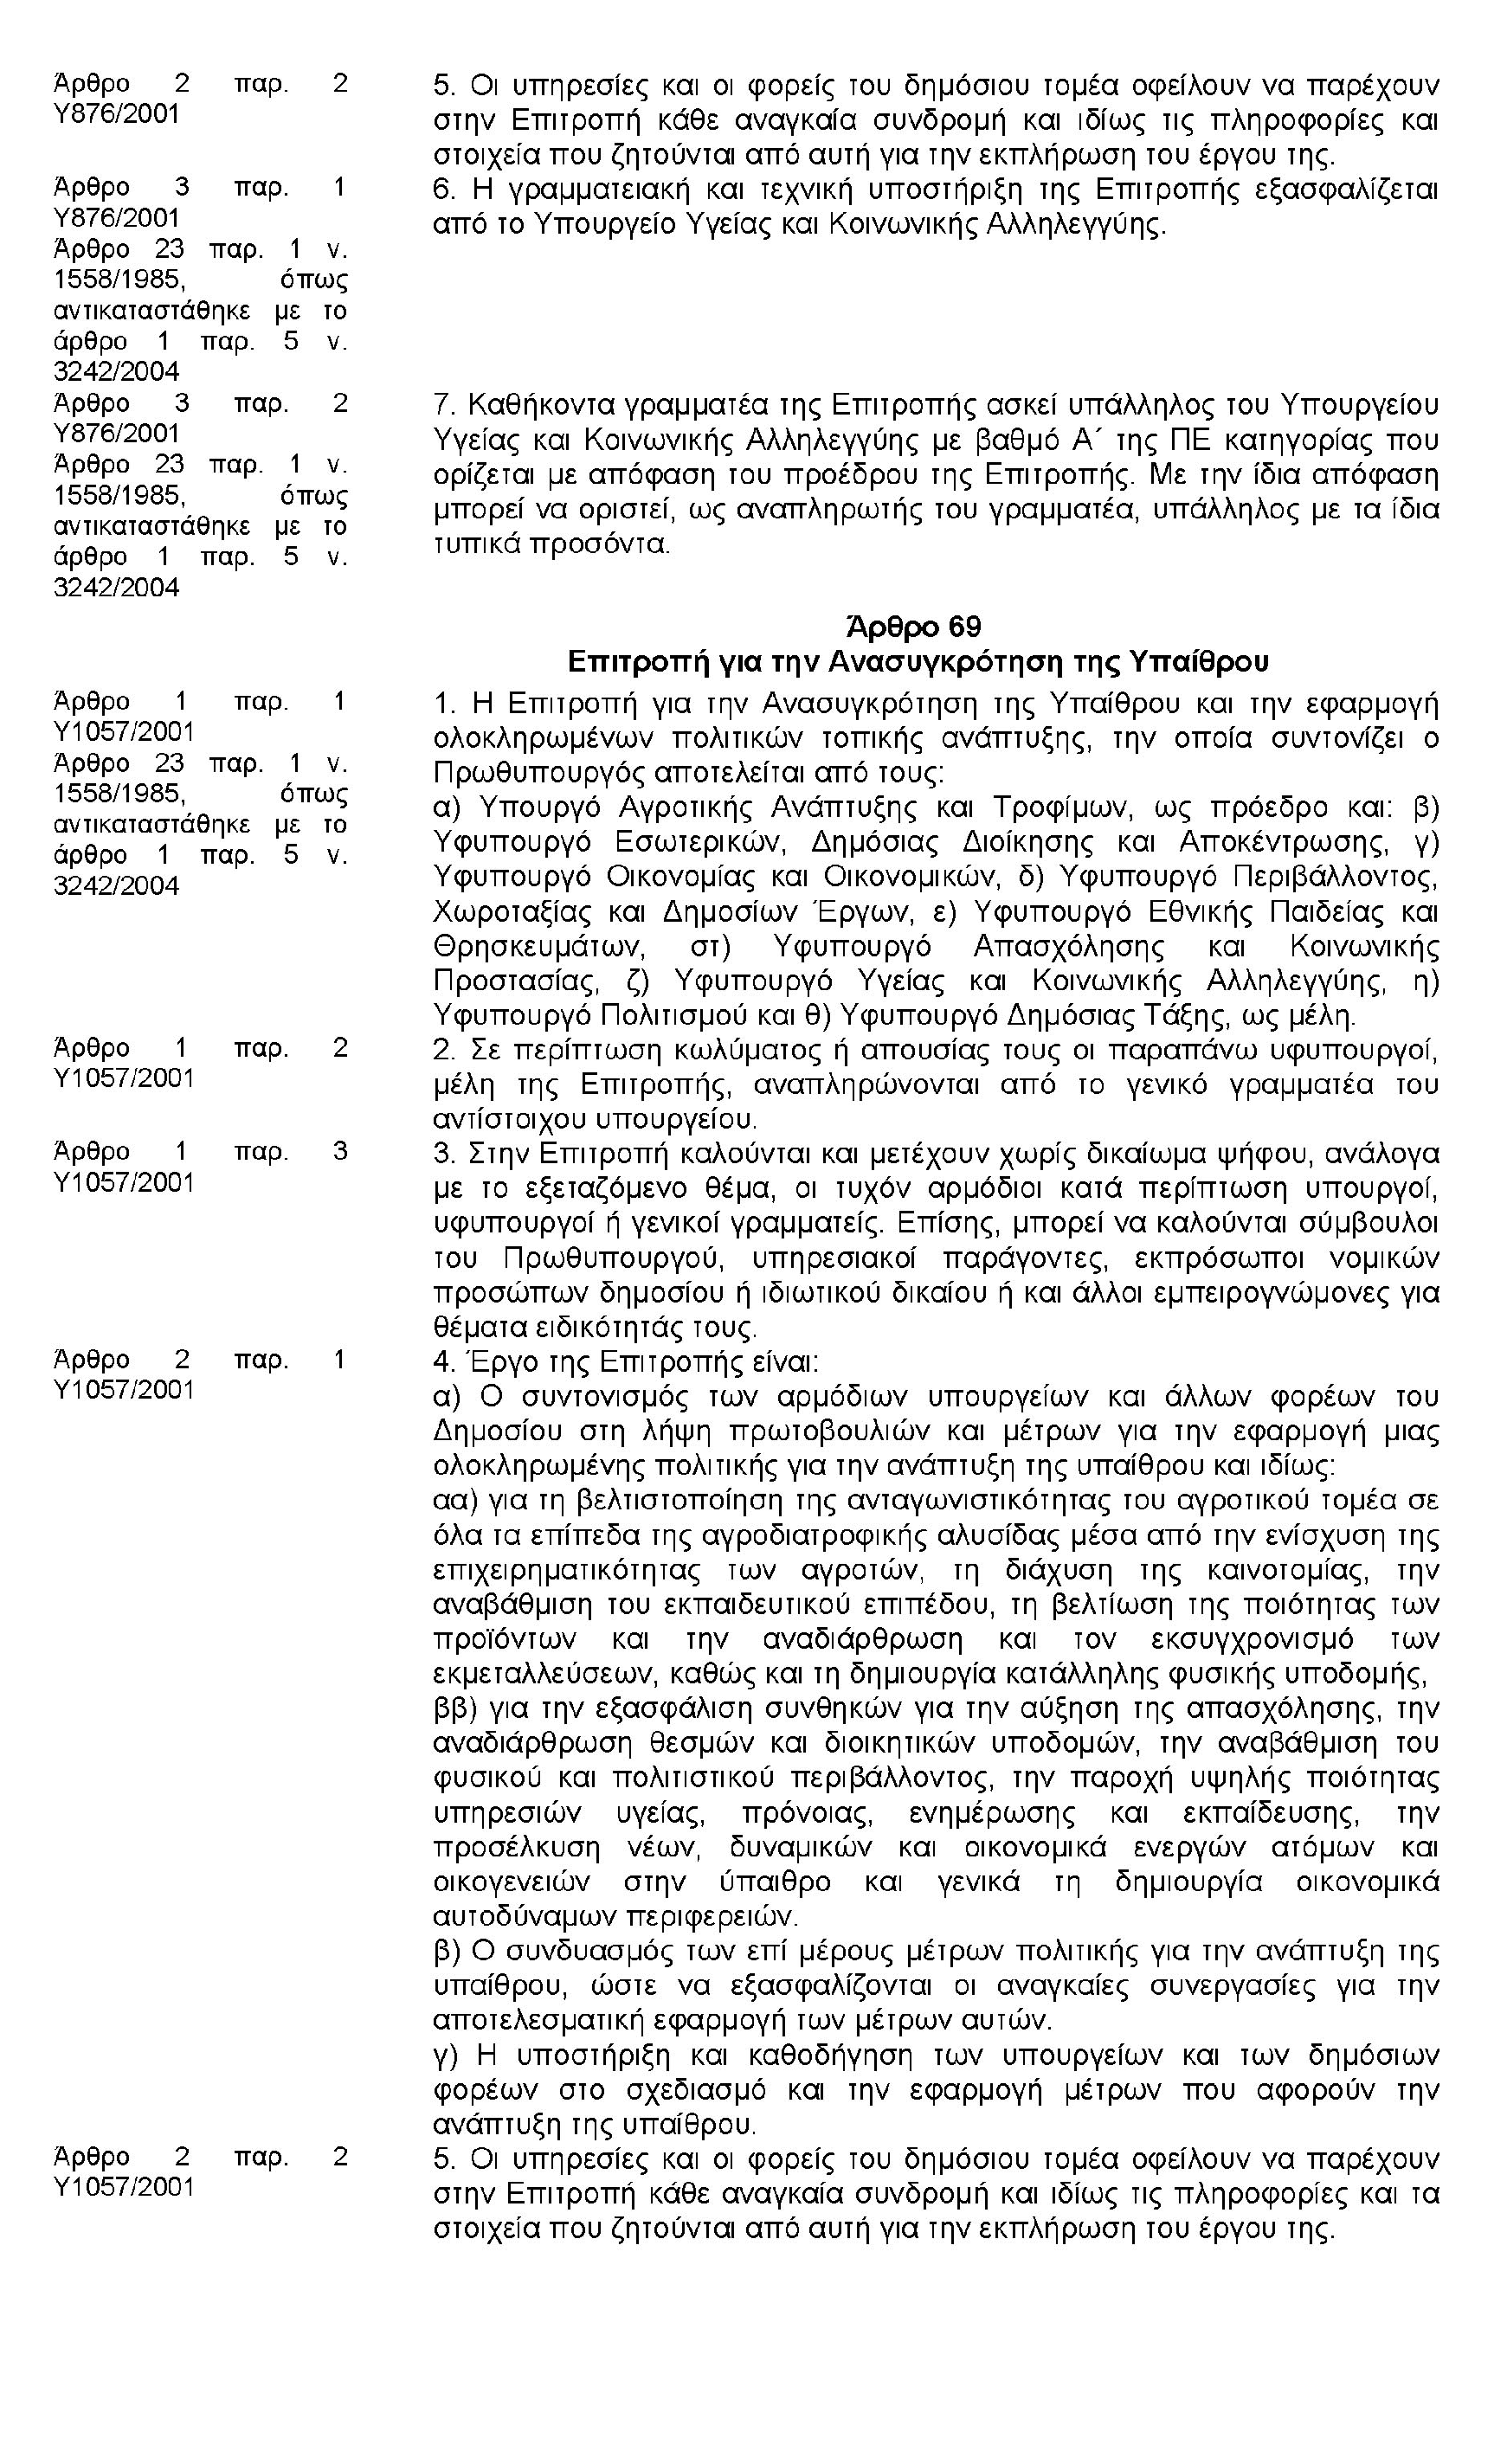 Άρθρο 2 παρ. 2
Υ876/2001
5. Οι υπηρεσίες και οι φορείς του δημόσιου τομέα οφείλουν να παρέχουν
στην Επιτροπή κάθε αναγκαία συνδρομή και ιδίως τις πληροφορίες και
στοιχεία που ζητούνται από αυτή για την εκπλήρωση του έργου της.
Άρθρο 3 παρ. 1
Υ876/2001
Άρθρο 23 παρ. 1 ν.
1558/1985, όπως
αντικαταστάθηκε με το
άρθρο 1 παρ. 5 ν.
3242/2004
6. Η γραμματειακή και τεχνική υποστήριξη της Επιτροπής εξασφαλίζεται
από το Υπουργείο Υγείας και Κοινωνικής Αλληλεγγύης.
Άρθρο 3 παρ. 2
Υ876/2001
Άρθρο 23 παρ. 1 ν.
1558/1985, όπως
αντικαταστάθηκε με το
άρθρο 1 παρ. 5 ν.
3242/2004
7. Καθήκοντα γραμματέα της Επιτροπής ασκεί υπάλληλος του Υπουργείου
Υγείας και Κοινωνικής Αλληλεγγύης με βαθμό Α΄ της ΠΕ κατηγορίας που
ορίζεται με απόφαση του προέδρου της Επιτροπής. Με την ίδια απόφαση
μπορεί να οριστεί, ως αναπληρωτής του γραμματέα, υπάλληλος με τα ίδια
τυπικά προσόντα.
Άρθρο 69
Επιτροπή για την Ανασυγκρότηση της Υπαίθρου
Άρθρο 1 παρ. 1
Υ1057/2001
Άρθρο 23 παρ. 1 ν.
1558/1985, όπως
αντικαταστάθηκε με το
άρθρο 1 παρ. 5 ν.
3242/2004
1. Η Επιτροπή για την Ανασυγκρότηση της Υπαίθρου και την εφαρμογή
ολοκληρωμένων πολιτικών τοπικής ανάπτυξης, την οποία συντονίζει ο
Πρωθυπουργός αποτελείται από τους:
α) Υπουργό Αγροτικής Ανάπτυξης και Τροφίμων, ως πρόεδρο και: β)
Υφυπουργό Εσωτερικών, Δημόσιας Διοίκησης και Αποκέντρωσης, γ)
Υφυπουργό Οικονομίας και Οικονομικών, δ) Υφυπουργό Περιβάλλοντος,
Χωροταξίας και Δημοσίων Έργων, ε) Υφυπουργό Εθνικής Παιδείας και
Θρησκευμάτων, στ) Υφυπουργό Απασχόλησης και Κοινωνικής
Προστασίας, ζ) Υφυπουργό Υγείας και Κοινωνικής Αλληλεγγύης, η)
Υφυπουργό Πολιτισμού και θ) Υφυπουργό Δημόσιας Τάξης, ως μέλη.
Άρθρο 1 παρ. 2
Υ1057/2001
2. Σε περίπτωση κωλύματος ή απουσίας τους οι παραπάνω υφυπουργοί,
μέλη της Επιτροπής, αναπληρώνονται από το γενικό γραμματέα του
αντίστοιχου υπουργείου.
Άρθρο 1 παρ. 3
Υ1057/2001
3. Στην Επιτροπή καλούνται και μετέχουν χωρίς δικαίωμα ψήφου, ανάλογα
με το εξεταζόμενο θέμα, οι τυχόν αρμόδιοι κατά περίπτωση υπουργοί,
υφυπουργοί ή γενικοί γραμματείς. Επίσης, μπορεί να καλούνται σύμβουλοι
του Πρωθυπουργού, υπηρεσιακοί παράγοντες, εκπρόσωποι νομικών
προσώπων δημοσίου ή ιδιωτικού δικαίου ή και άλλοι εμπειρογνώμονες για
θέματα ειδικότητάς τους.
Άρθρο 2 παρ. 1
Υ1057/2001
4. Έργο της Επιτροπής είναι:
α) Ο συντονισμός των αρμόδιων υπουργείων και άλλων φορέων του
Δημοσίου στη λήψη πρωτοβουλιών και μέτρων για την εφαρμογή μιας
ολοκληρωμένης πολιτικής για την ανάπτυξη της υπαίθρου και ιδίως:
αα) για τη βελτιστοποίηση της ανταγωνιστικότητας του αγροτικού τομέα σε
όλα τα επίπεδα της αγροδιατροφικής αλυσίδας μέσα από την ενίσχυση της
επιχειρηματικότητας των αγροτών, τη διάχυση της καινοτομίας, την
αναβάθμιση του εκπαιδευτικού επιπέδου, τη βελτίωση της ποιότητας των
προϊόντων και την αναδιάρθρωση και τον εκσυγχρονισμό των
εκμεταλλεύσεων, καθώς και τη δημιουργία κατάλληλης φυσικής υποδομής,
ββ) για την εξασφάλιση συνθηκών για την αύξηση της απασχόλησης, την
αναδιάρθρωση θεσμών και διοικητικών υποδομών, την αναβάθμιση του
φυσικού και πολιτιστικού περιβάλλοντος, την παροχή υψηλής ποιότητας
υπηρεσιών υγείας, πρόνοιας, ενημέρωσης και εκπαίδευσης, την
προσέλκυση νέων, δυναμικών και οικονομικά ενεργών ατόμων και
οικογενειών στην ύπαιθρο και γενικά τη δημιουργία οικονομικά
αυτοδύναμων περιφερειών.
β) Ο συνδυασμός των επί μέρους μέτρων πολιτικής για την ανάπτυξη της
υπαίθρου, ώστε να εξασφαλίζονται οι αναγκαίες συνεργασίες για την
αποτελεσματική εφαρμογή των μέτρων αυτών.
γ) Η υποστήριξη και καθοδήγηση των υπουργείων και των δημόσιων
φορέων στο σχεδιασμό και την εφαρμογή μέτρων που αφορούν την
ανάπτυξη της υπαίθρου.
Άρθρο 2 παρ. 2
Υ1057/2001
5. Οι υπηρεσίες και οι φορείς του δημόσιου τομέα οφείλουν να παρέχουν
στην Επιτροπή κάθε αναγκαία συνδρομή και ιδίως τις πληροφορίες και τα
στοιχεία που ζητούνται από αυτή για την εκπλήρωση του έργου της.